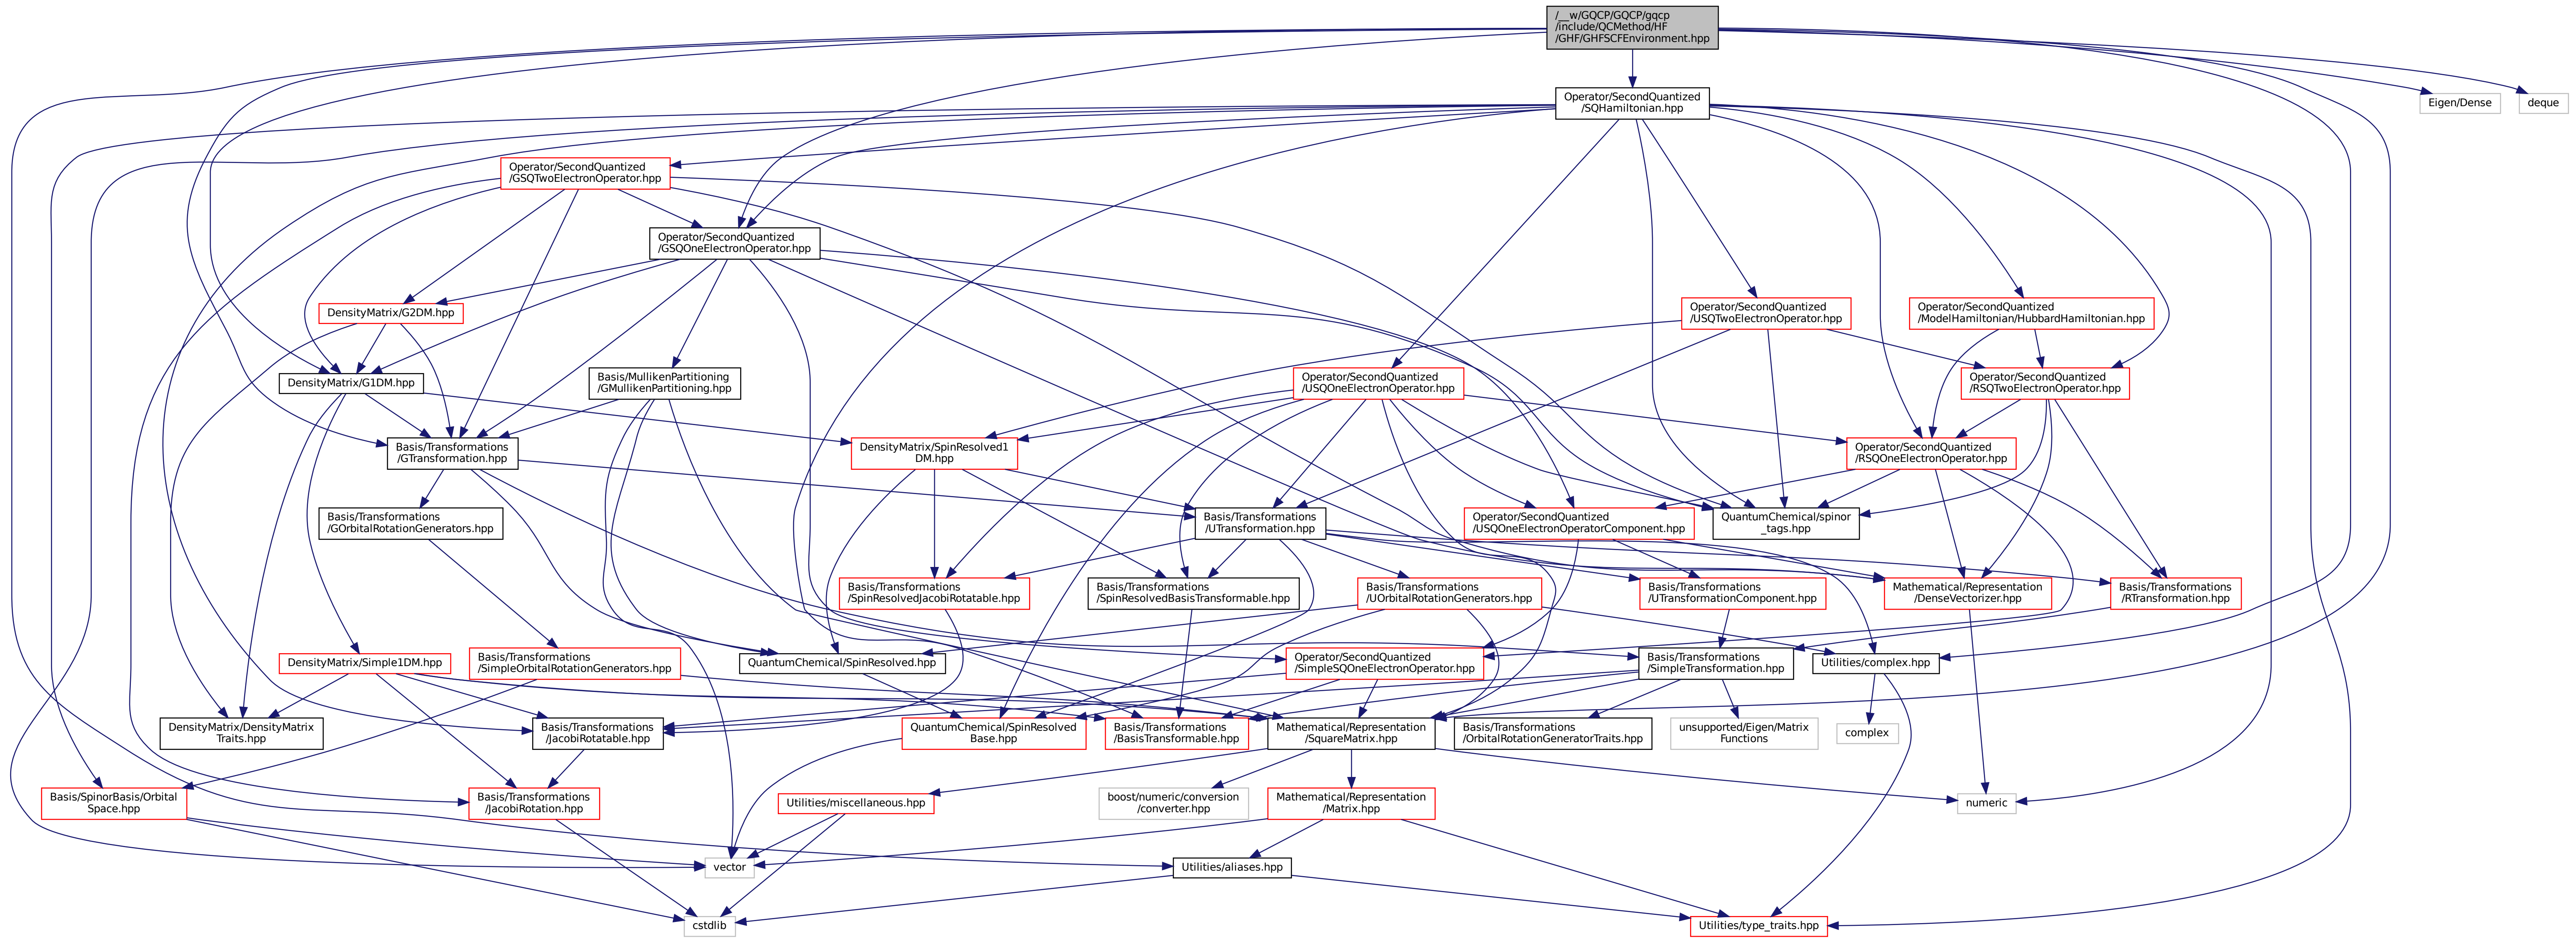 /__w/GQCP/GQCP/gqcp
/include/QCMethod/HF
/GHF/GHFSCFEnvironment.hpp
Operator/SecondQuantized
/SQHamiltonian.hpp
Eigen/Dense
deque
Operator/SecondQuantized
/GSQTwoElectronOperator.hpp
Operator/SecondQuantized
/GSQOneElectronOperator.hpp
DensityMatrix/G2DM.hpp
Operator/SecondQuantized
/USQTwoElectronOperator.hpp
Operator/SecondQuantized
/ModelHamiltonian/HubbardHamiltonian.hpp
DensityMatrix/G1DM.hpp
Basis/MullikenPartitioning
/GMullikenPartitioning.hpp
Operator/SecondQuantized
/USQOneElectronOperator.hpp
Operator/SecondQuantized
/RSQTwoElectronOperator.hpp
Basis/Transformations
/GTransformation.hpp
DensityMatrix/SpinResolved1
DM.hpp
Operator/SecondQuantized
/RSQOneElectronOperator.hpp
Basis/Transformations
/GOrbitalRotationGenerators.hpp
Basis/Transformations
/UTransformation.hpp
Operator/SecondQuantized
/USQOneElectronOperatorComponent.hpp
QuantumChemical/spinor
_tags.hpp
Basis/Transformations
/SpinResolvedJacobiRotatable.hpp
Basis/Transformations
/SpinResolvedBasisTransformable.hpp
Basis/Transformations
/UOrbitalRotationGenerators.hpp
Basis/Transformations
/UTransformationComponent.hpp
Mathematical/Representation
/DenseVectorizer.hpp
Basis/Transformations
/RTransformation.hpp
DensityMatrix/Simple1DM.hpp
Basis/Transformations
/SimpleOrbitalRotationGenerators.hpp
QuantumChemical/SpinResolved.hpp
Operator/SecondQuantized
/SimpleSQOneElectronOperator.hpp
Basis/Transformations
/SimpleTransformation.hpp
Utilities/complex.hpp
DensityMatrix/DensityMatrix
Traits.hpp
Basis/Transformations
/JacobiRotatable.hpp
QuantumChemical/SpinResolved
Base.hpp
Basis/Transformations
/BasisTransformable.hpp
Mathematical/Representation
/SquareMatrix.hpp
Basis/Transformations
/OrbitalRotationGeneratorTraits.hpp
unsupported/Eigen/Matrix
Functions
complex
Basis/SpinorBasis/Orbital
Space.hpp
Basis/Transformations
/JacobiRotation.hpp
Utilities/miscellaneous.hpp
boost/numeric/conversion
/converter.hpp
Mathematical/Representation
/Matrix.hpp
numeric
vector
Utilities/aliases.hpp
cstdlib
Utilities/type_traits.hpp